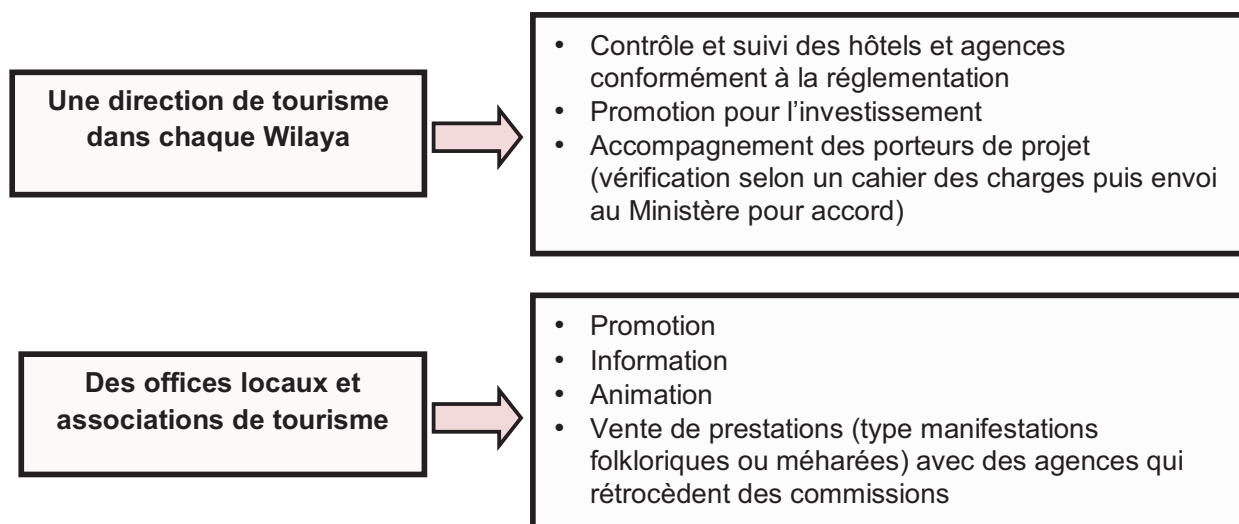 Une direction de tourisme
dans chaque Wilaya
• Contrôle et suivi des hôtels et agences
conformément à la réglementation
• Promotion pour l’investissement
• Accompagnement des porteurs de projet
(vérification selon un cahier des charges puis envoi
au Ministère pour accord)
Des offices locaux et
associations de tourisme
• Promotion
• Information
• Animation
• Vente de prestations (type manifestations
folkloriques ou méharées) avec des agences qui
rétrocèdent des commissions